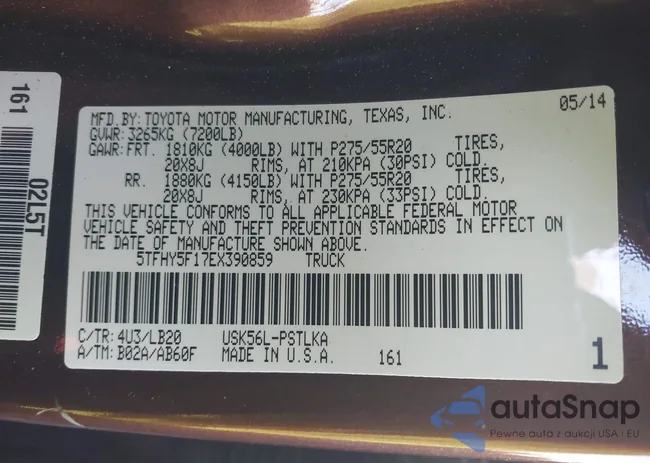 161
02L5T
MFD.BY:TOYOTA MOTOR MANUFACTURING, TEXAS, INC. 05/14
GVWR:3265KG (7200LB)
GAWR:FRT. 1810KG (4000LB) WITH P275/55R20 TIRES,
20X8J RIMS, AT 210KPA (30PSI) COLD.
RR. 1880KG (4150LB) WITH P275/55R20 TIRES,
20X8J RIMS, AT 230KPA (33PSI) COLD.
THIS VEHICLE CONFORMS TO ALL APPLICABLE FEDERAL MOTOR
VEHICLE SAFETY AND THEFT PREVENTION STANDARDS IN EFFECT ON
THE DATE OF MANUFACTURE SHOWN ABOVE.
5TFHY5F17EX390859 TRUCK
C/TR:4U3/LB20 USK56L-PSTLKA
A/TM:B02A/AB60F MADE IN U.S.A. 161 1
autaSnap
Pewne auta z aukcji USA i EU